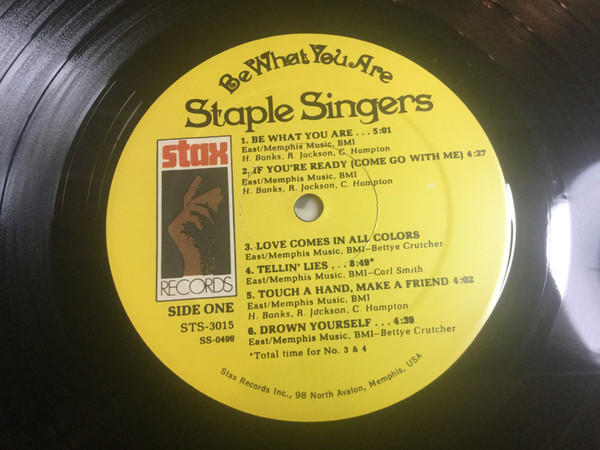 Be What You Are
Staple Singers
1. BE WHAT YOU ARE . . . 5:01
East/Memphis Music, BMI
H. Banks, R. Jackson, C. Hampton
2. IF YOU'RE READY (COME GO WITH ME) 4:27
East/Memphis Music, BMI
H. Banks, R. Jackson, C. Hampton
stax
RECORDS
3. LOVE COMES IN ALL COLORS
East/Memphis Music, BMI-Bettye Crutcher
4. TELLIN' LIES . . . 8:49*
East/Memphis Music, BMI-Carl Smith
5. TOUCH A HAND, MAKE A FRIEND 4:02
East/Memphis Music, BMI
H. Banks, R. Jackson, C. Hampton
6. DROWN YOURSELF . . . 4:39
East/Memphis Music, BMI-Bettye Crutcher
*Total time for No. 3 & 4
SIDE ONE
STS-3015
SS-0499
Stax Records Inc., 98 North Avalon, Memphis, USA